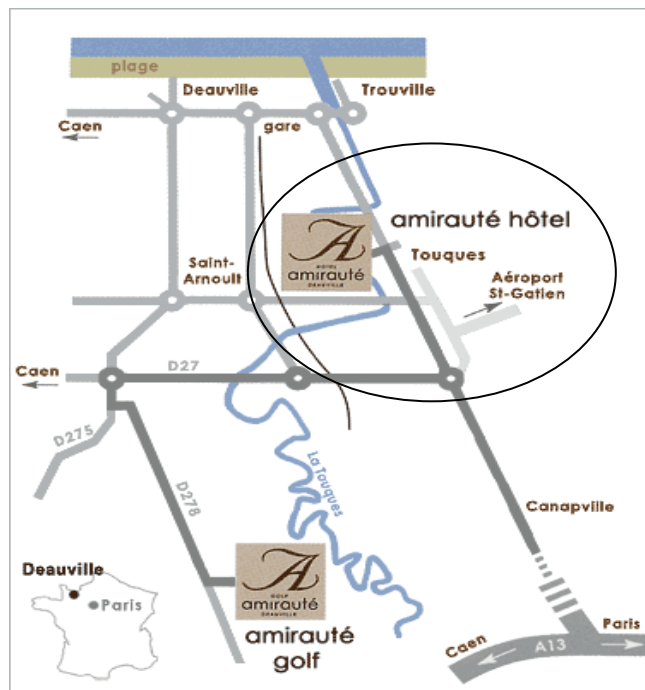 plage
Deauville
Trouville
Caen
gare
A
HOTEL
amirauté
DEAUVILLE
amirauté hôtel
Touques
Saint-
Arnoult
Aéroport
St-Gatien
Caen
D27
D275
D278
La Touques
Canapville
A
GOLF
amirauté
DEAUVILLE
amirauté
golf
Deauville
Paris
Caen
A13
Paris